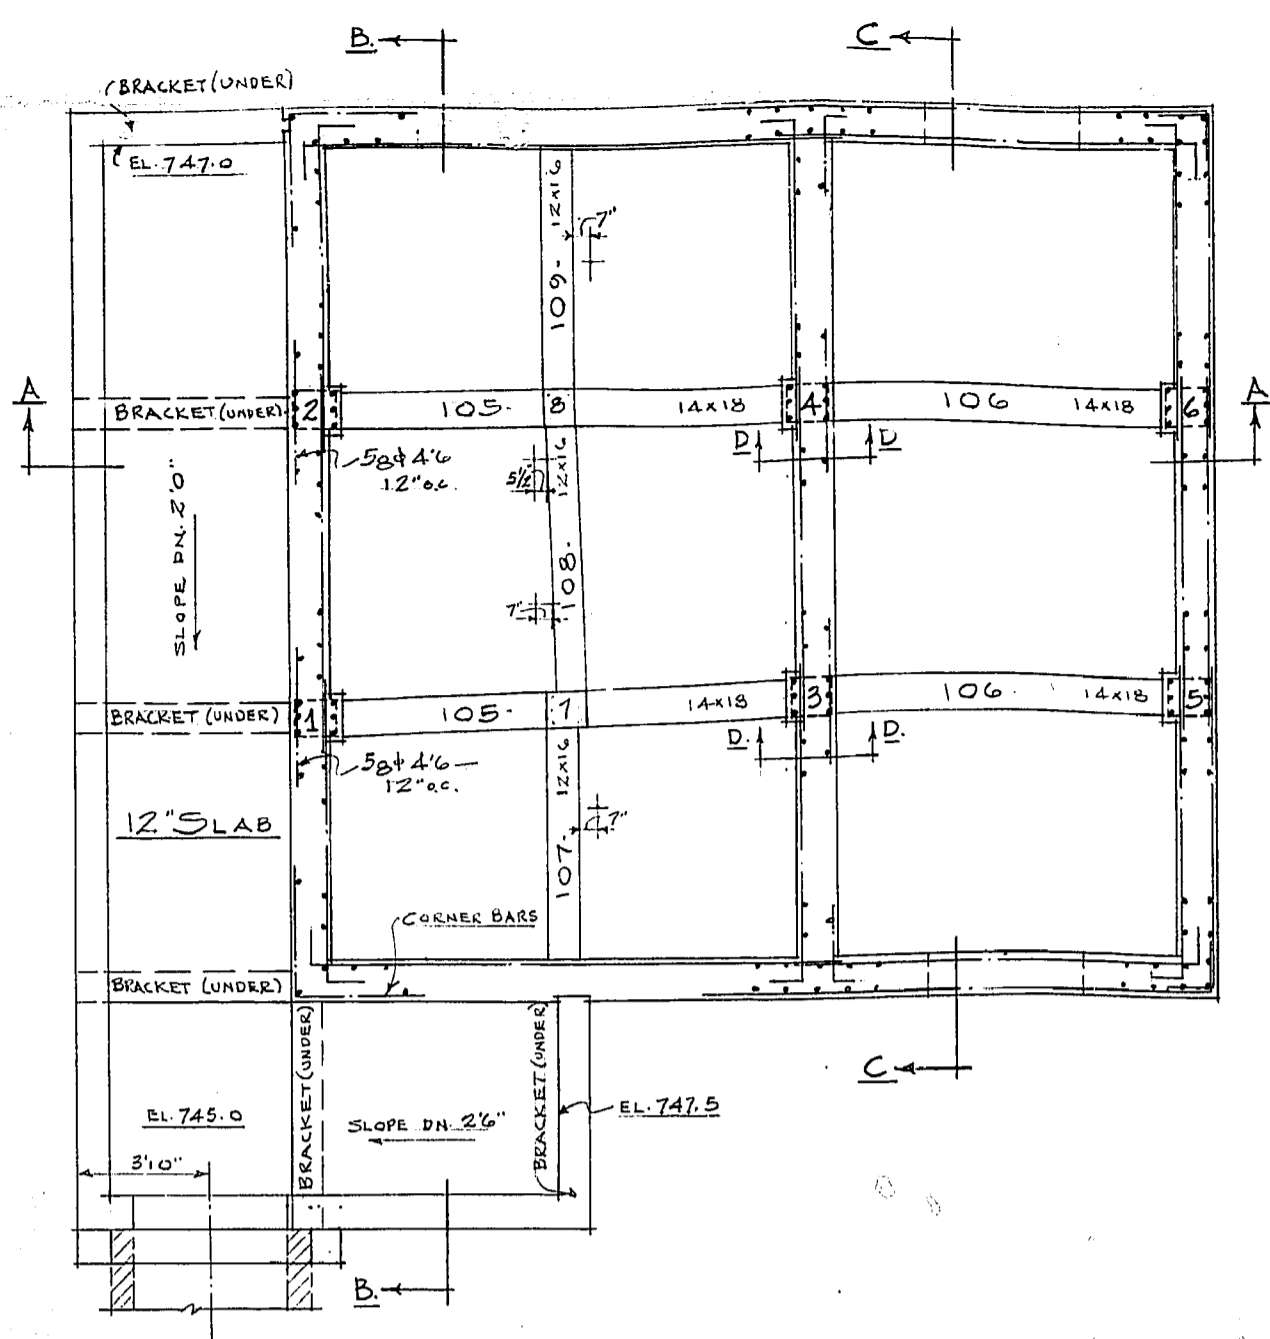 B.
C
BRACKET (UNDER)
EL. 747.0
109- 12x16
7"
A
BRACKET (UNDER)
2
105-
8
14x18
4
106
14x18
6
A
D
D
5/8φ 4'6
12" o.c.
5½"
12x16
108-
7"
SLOPE DN. 2'0"
BRACKET (UNDER)
1
105-
7
14x18
3
106
14x18
5
D.
D.
5/8φ 4'6
12" o.c.
107- 12x16
7"
12" SLAB
CORNER BARS
BRACKET (UNDER)
BRACKET (UNDER)
BRACKET (UNDER)
C
EL. 745.0
SLOPE DN. 2'6"
EL. 747.5
3'10"
B.